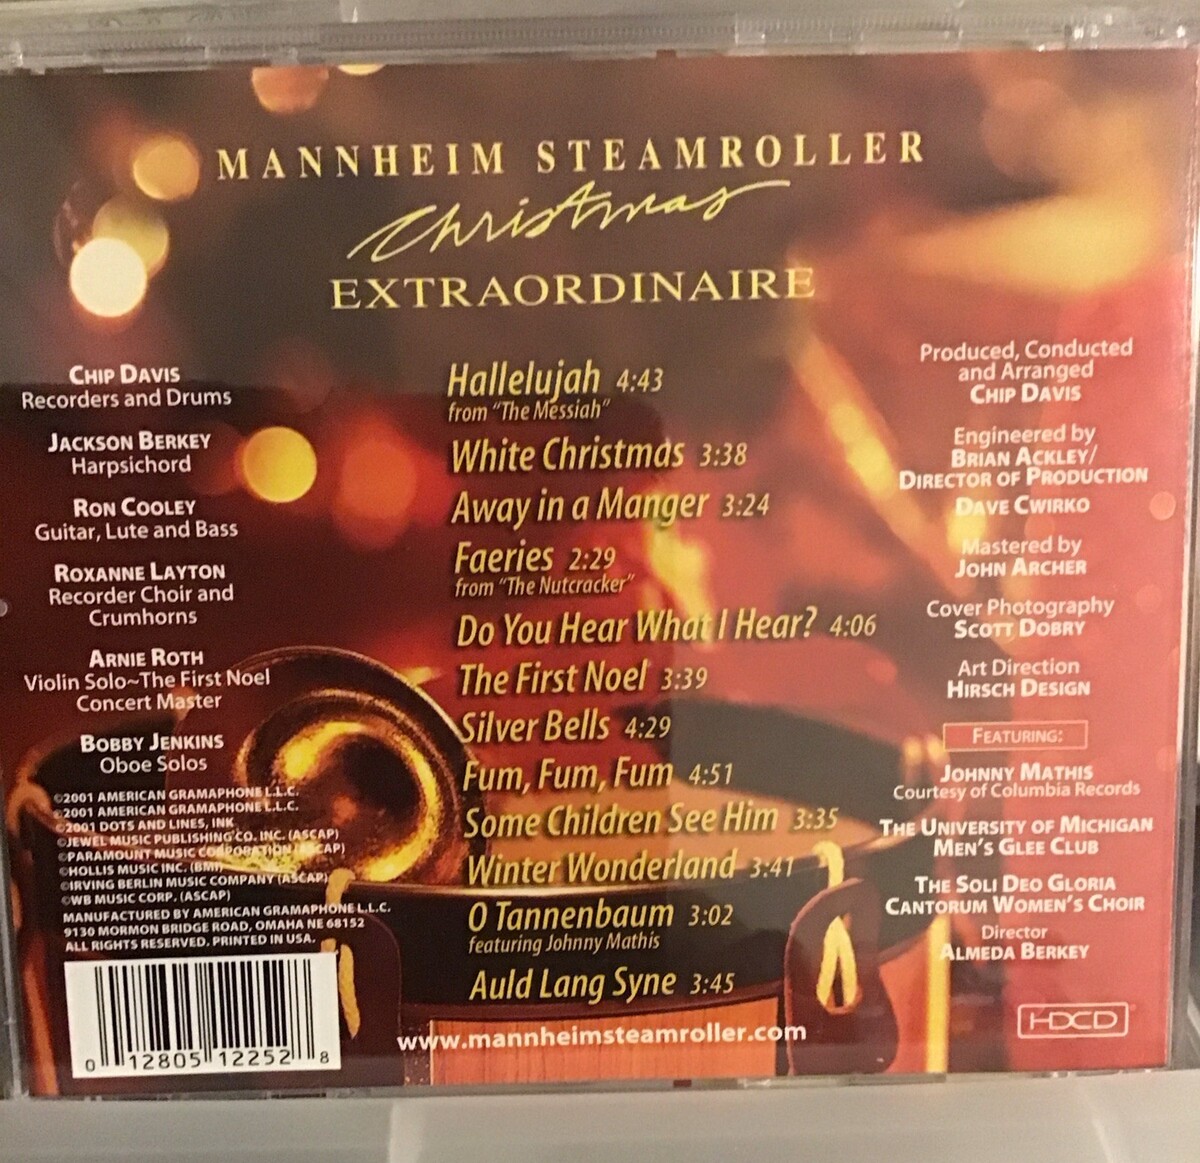 MANNHEIM STEAMROLLER
Christmas
EXTRAORDINAIRE
CHIP DAVIS
Recorders and Drums
JACKSON BERKEY
Harpsichord
RON COOLEY
Guitar, Lute and Bass
ROXANNE LAYTON
Recorder Choir and
Crumhorns
ARNIE ROTH
Violin Solo~The First Noel
Concert Master
BOBBY JENKINS
Oboe Solos
©2001 AMERICAN GRAMAPHONE L.L.C.
℗2001 AMERICAN GRAMAPHONE L.L.C.
©2001 DOTS AND LINES, INK
©JEWEL MUSIC PUBLISHING CO. INC. (ASCAP)
©PARAMOUNT MUSIC CORPORATION (ASCAP)
©HOLLIS MUSIC INC. (BMI)
©IRVING BERLIN MUSIC COMPANY (ASCAP)
©WB MUSIC CORP. (ASCAP)
MANUFACTURED BY AMERICAN GRAMAPHONE L.L.C.
9130 MORMON BRIDGE ROAD, OMAHA NE 68152
ALL RIGHTS RESERVED. PRINTED IN USA.
0 12805 12252 8
Hallelujah 4:43
from "The Messiah"
White Christmas 3:38
Away in a Manger 3:24
Faeries 2:29
from "The Nutcracker"
Do You Hear What I Hear? 4:06
The First Noel 3:39
Silver Bells 4:29
Fum, Fum, Fum 4:51
Some Children See Him 3:35
Winter Wonderland 3:41
O Tannenbaum 3:02
featuring Johnny Mathis
Auld Lang Syne 3:45
www.mannheimsteamroller.com
Produced, Conducted
and Arranged
CHIP DAVIS
Engineered by
BRIAN ACKLEY/
DIRECTOR OF PRODUCTION
DAVE CWIRKO
Mastered by
JOHN ARCHER
Cover Photography
SCOTT DOBRY
Art Direction
HIRSCH DESIGN
FEATURING:
JOHNNY MATHIS
Courtesy of Columbia Records
THE UNIVERSITY OF MICHIGAN
MEN'S GLEE CLUB
THE SOLI DEO GLORIA
CANTORUM WOMEN'S CHOIR
Director
ALMEDA BERKEY
HDCD